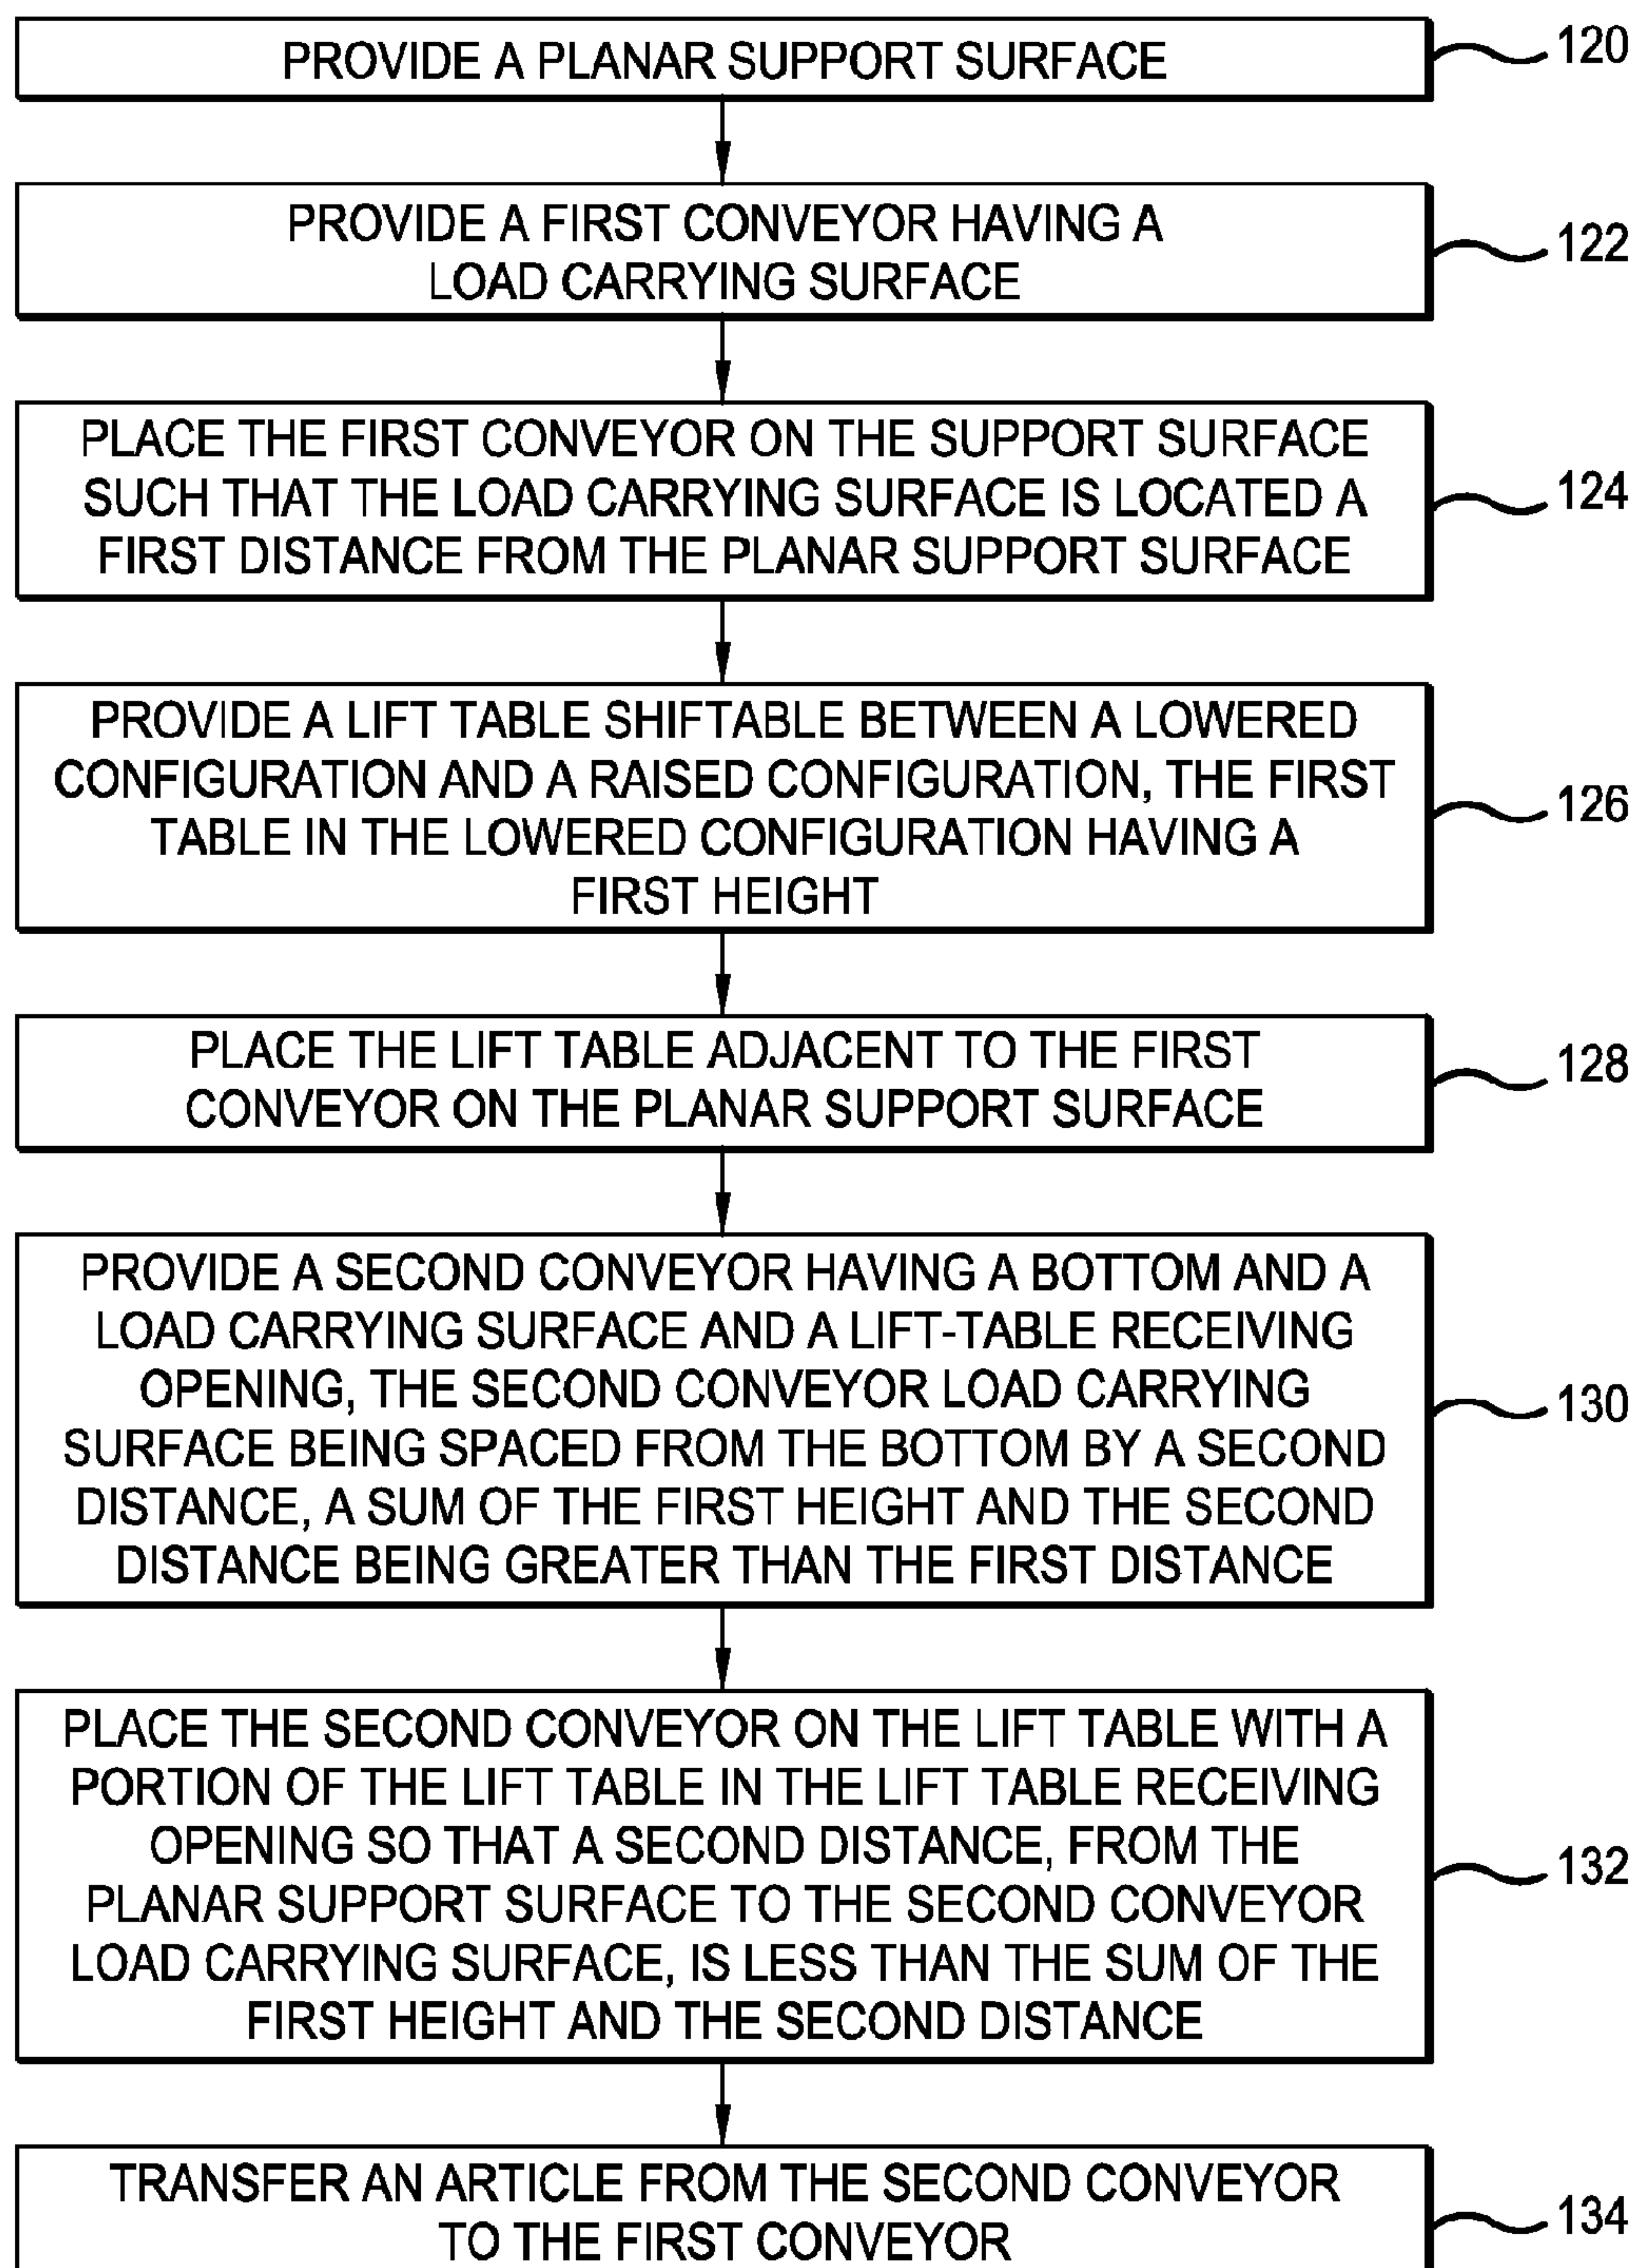 PROVIDE A PLANAR SUPPORT SURFACE
120
PROVIDE A FIRST CONVEYOR HAVING A
LOAD CARRYING SURFACE
122
PLACE THE FIRST CONVEYOR ON THE SUPPORT SURFACE
SUCH THAT THE LOAD CARRYING SURFACE IS LOCATED A
FIRST DISTANCE FROM THE PLANAR SUPPORT SURFACE
124
PROVIDE A LIFT TABLE SHIFTABLE BETWEEN A LOWERED
CONFIGURATION AND A RAISED CONFIGURATION, THE FIRST
TABLE IN THE LOWERED CONFIGURATION HAVING A
FIRST HEIGHT
126
PLACE THE LIFT TABLE ADJACENT TO THE FIRST
CONVEYOR ON THE PLANAR SUPPORT SURFACE
128
PROVIDE A SECOND CONVEYOR HAVING A BOTTOM AND A
LOAD CARRYING SURFACE AND A LIFT-TABLE RECEIVING
OPENING, THE SECOND CONVEYOR LOAD CARRYING
SURFACE BEING SPACED FROM THE BOTTOM BY A SECOND
DISTANCE, A SUM OF THE FIRST HEIGHT AND THE SECOND
DISTANCE BEING GREATER THAN THE FIRST DISTANCE
130
PLACE THE SECOND CONVEYOR ON THE LIFT TABLE WITH A
PORTION OF THE LIFT TABLE IN THE LIFT TABLE RECEIVING
OPENING SO THAT A SECOND DISTANCE, FROM THE
PLANAR SUPPORT SURFACE TO THE SECOND CONVEYOR
LOAD CARRYING SURFACE, IS LESS THAN THE SUM OF THE
FIRST HEIGHT AND THE SECOND DISTANCE
132
TRANSFER AN ARTICLE FROM THE SECOND CONVEYOR
TO THE FIRST CONVEYOR
134